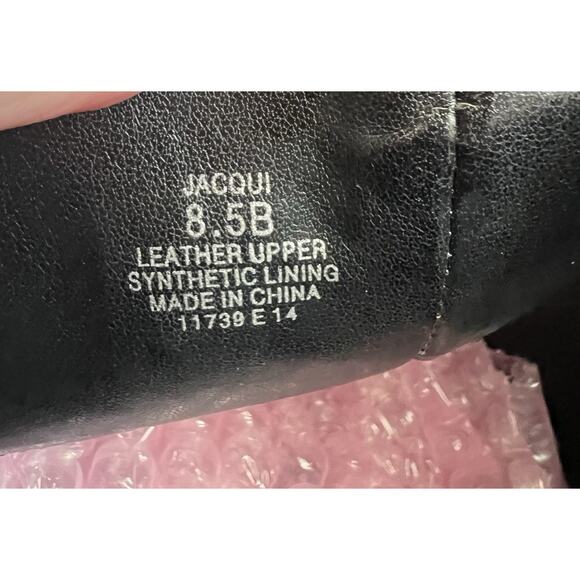 JACQUI
8.5B
LEATHER UPPER
SYNTHETIC LINING
MADE IN CHINA
11739 E 14